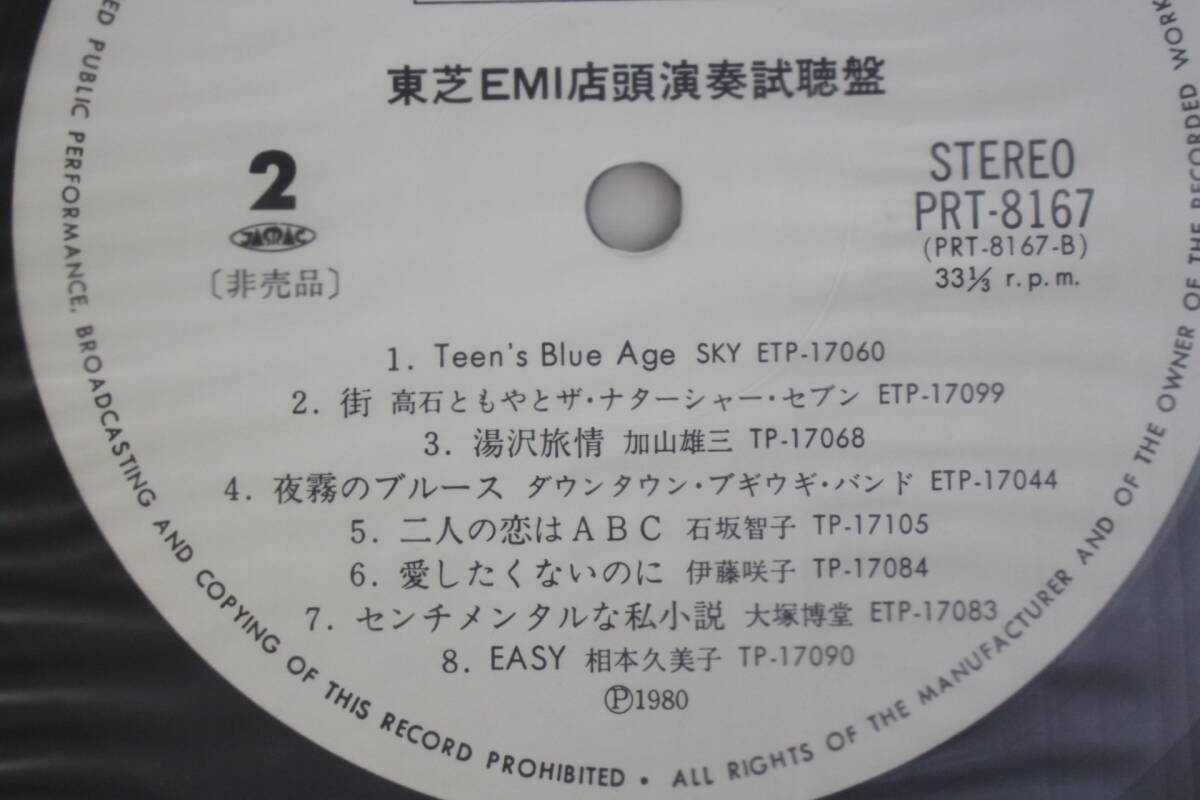 東芝EMI店頭演奏試聴盤
2
JASRAC
〔非売品〕
STEREO
PRT-8167
(PRT-8167-B)
33⅓ r.p.m.
1. Teen's Blue Age SKY ETP-17060
2. 街 高石ともやとザ・ナターシャー・セブン ETP-17099
3. 湯沢旅情 加山雄三 TP-17068
4. 夜霧のブルース ダウンタウン・ブギウギ・バンド ETP-17044
5. 二人の恋はABC 石坂智子 TP-17105
6. 愛したくないのに 伊藤咲子 TP-17084
7. センチメンタルな私小説 大塚博堂 ETP-17083
8. EASY 相本久美子 TP-17090
Ⓟ1980
PUBLIC PERFORMANCE, BROADCASTING AND COPYING OF THIS RECORD PROHIBITED • ALL RIGHTS OF THE MANUFACTURER AND OF THE OWNER OF THE RECORDED WORK